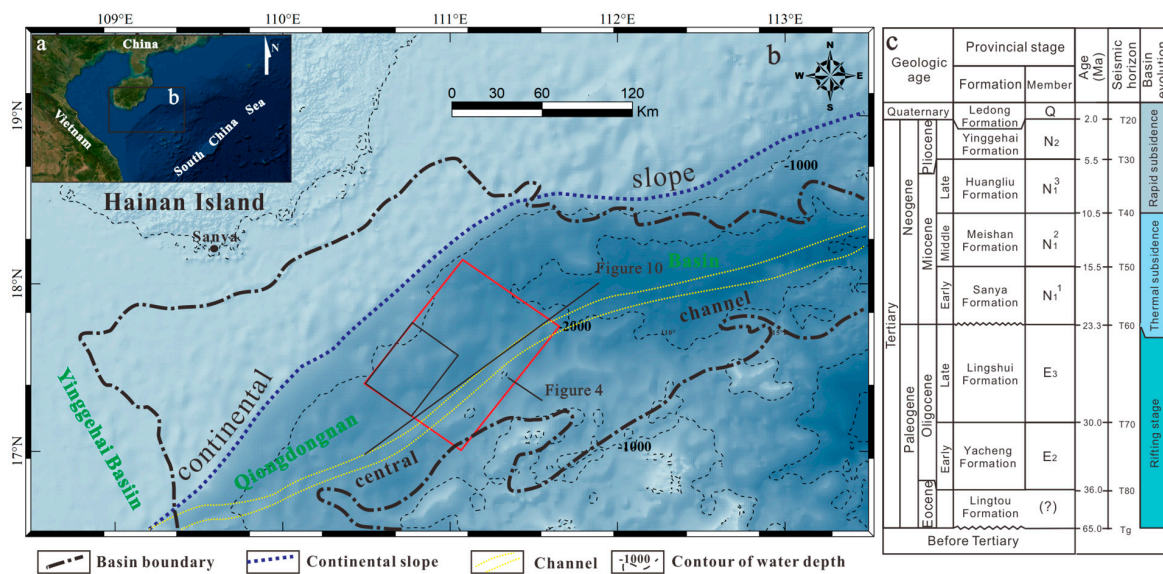 109°E 110°E 111°E 112°E 113°E
19°N
18°N
17°N
a
China
N
b
Vietnam
South China Sea
b
N
W E
S
0 30 60 120
Km
slope
-1000
Hainan Island
Sanya
Figure 10
Basin
channel
-2000
Figure 4
-1000
Yinggehai Basiin
continental
Qiongdongnan
central
Basin boundary
Continental slope
Channel
-1000
Contour of water depth
c
Geologic age
Provincial stage
Formation
Member
Age (Ma)
Seismic horizon
Basin evolution
Quaternary
Ledong Formation
Q
2.0
T20
Tertiary
Neogene
Pliocene
Yinggehai Formation
N2
5.5
T30
Rapid subsidence
Miocene
Late
Huangliu Formation
N1 3
10.5
T40
Middle
Meishan Formation
N1 2
15.5
T50
Thermal subsidence
Early
Sanya Formation
N1 1
23.3
T60
Paleogene
Oligocene
Late
Lingshui Formation
E3
30.0
T70
Rifting stage
Early
Yacheng Formation
E2
36.0
T80
Eocene
Lingtou Formation
(?)
65.0
Tg
Before Tertiary